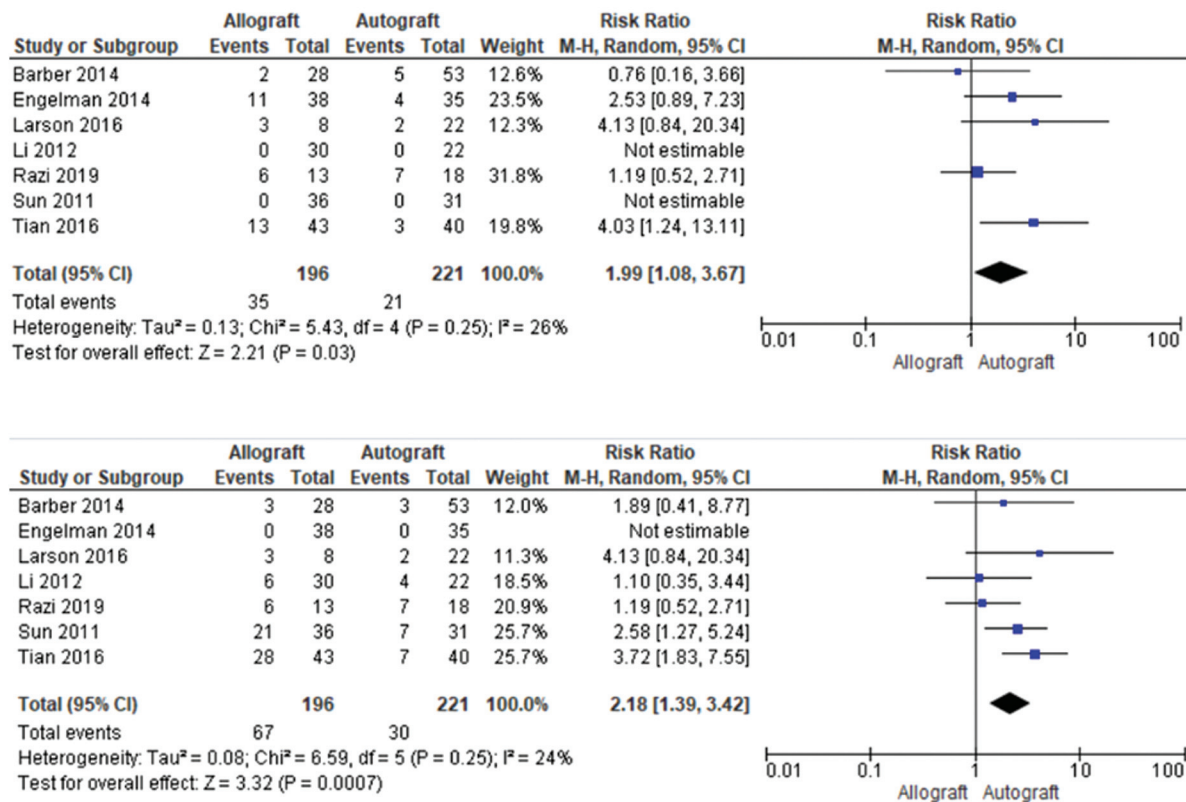 Allograft Autograft Risk Ratio Risk Ratio
Study or Subgroup Events Total Events Total Weight M-H, Random, 95% CI M-H, Random, 95% CI
Barber 2014 2 28 5 53 12.6% 0.76 [0.16, 3.66]
Engelman 2014 11 38 4 35 23.5% 2.53 [0.89, 7.23]
Larson 2016 3 8 2 22 12.3% 4.13 [0.84, 20.34]
Li 2012 0 30 0 22 Not estimable
Razi 2019 6 13 7 18 31.8% 1.19 [0.52, 2.71]
Sun 2011 0 36 0 31 Not estimable
Tian 2016 13 43 3 40 19.8% 4.03 [1.24, 13.11]
Total (95% CI) 196 221 100.0% 1.99 [1.08, 3.67]
Total events 35 21
Heterogeneity: Tau² = 0.13; Chi² = 5.43, df = 4 (P = 0.25); I² = 26%
Test for overall effect: Z = 2.21 (P = 0.03)
0.01 0.1 1 10 100
Allograft Autograft
Allograft Autograft Risk Ratio Risk Ratio
Study or Subgroup Events Total Events Total Weight M-H, Random, 95% CI M-H, Random, 95% CI
Barber 2014 3 28 3 53 12.0% 1.89 [0.41, 8.77]
Engelman 2014 0 38 0 35 Not estimable
Larson 2016 3 8 2 22 11.3% 4.13 [0.84, 20.34]
Li 2012 6 30 4 22 18.5% 1.10 [0.35, 3.44]
Razi 2019 6 13 7 18 20.9% 1.19 [0.52, 2.71]
Sun 2011 21 36 7 31 25.7% 2.58 [1.27, 5.24]
Tian 2016 28 43 7 40 25.7% 3.72 [1.83, 7.55]
Total (95% CI) 196 221 100.0% 2.18 [1.39, 3.42]
Total events 67 30
Heterogeneity: Tau² = 0.08; Chi² = 6.59, df = 5 (P = 0.25); I² = 24%
Test for overall effect: Z = 3.32 (P = 0.0007)
0.01 0.1 1 10 100
Allograft Autograft